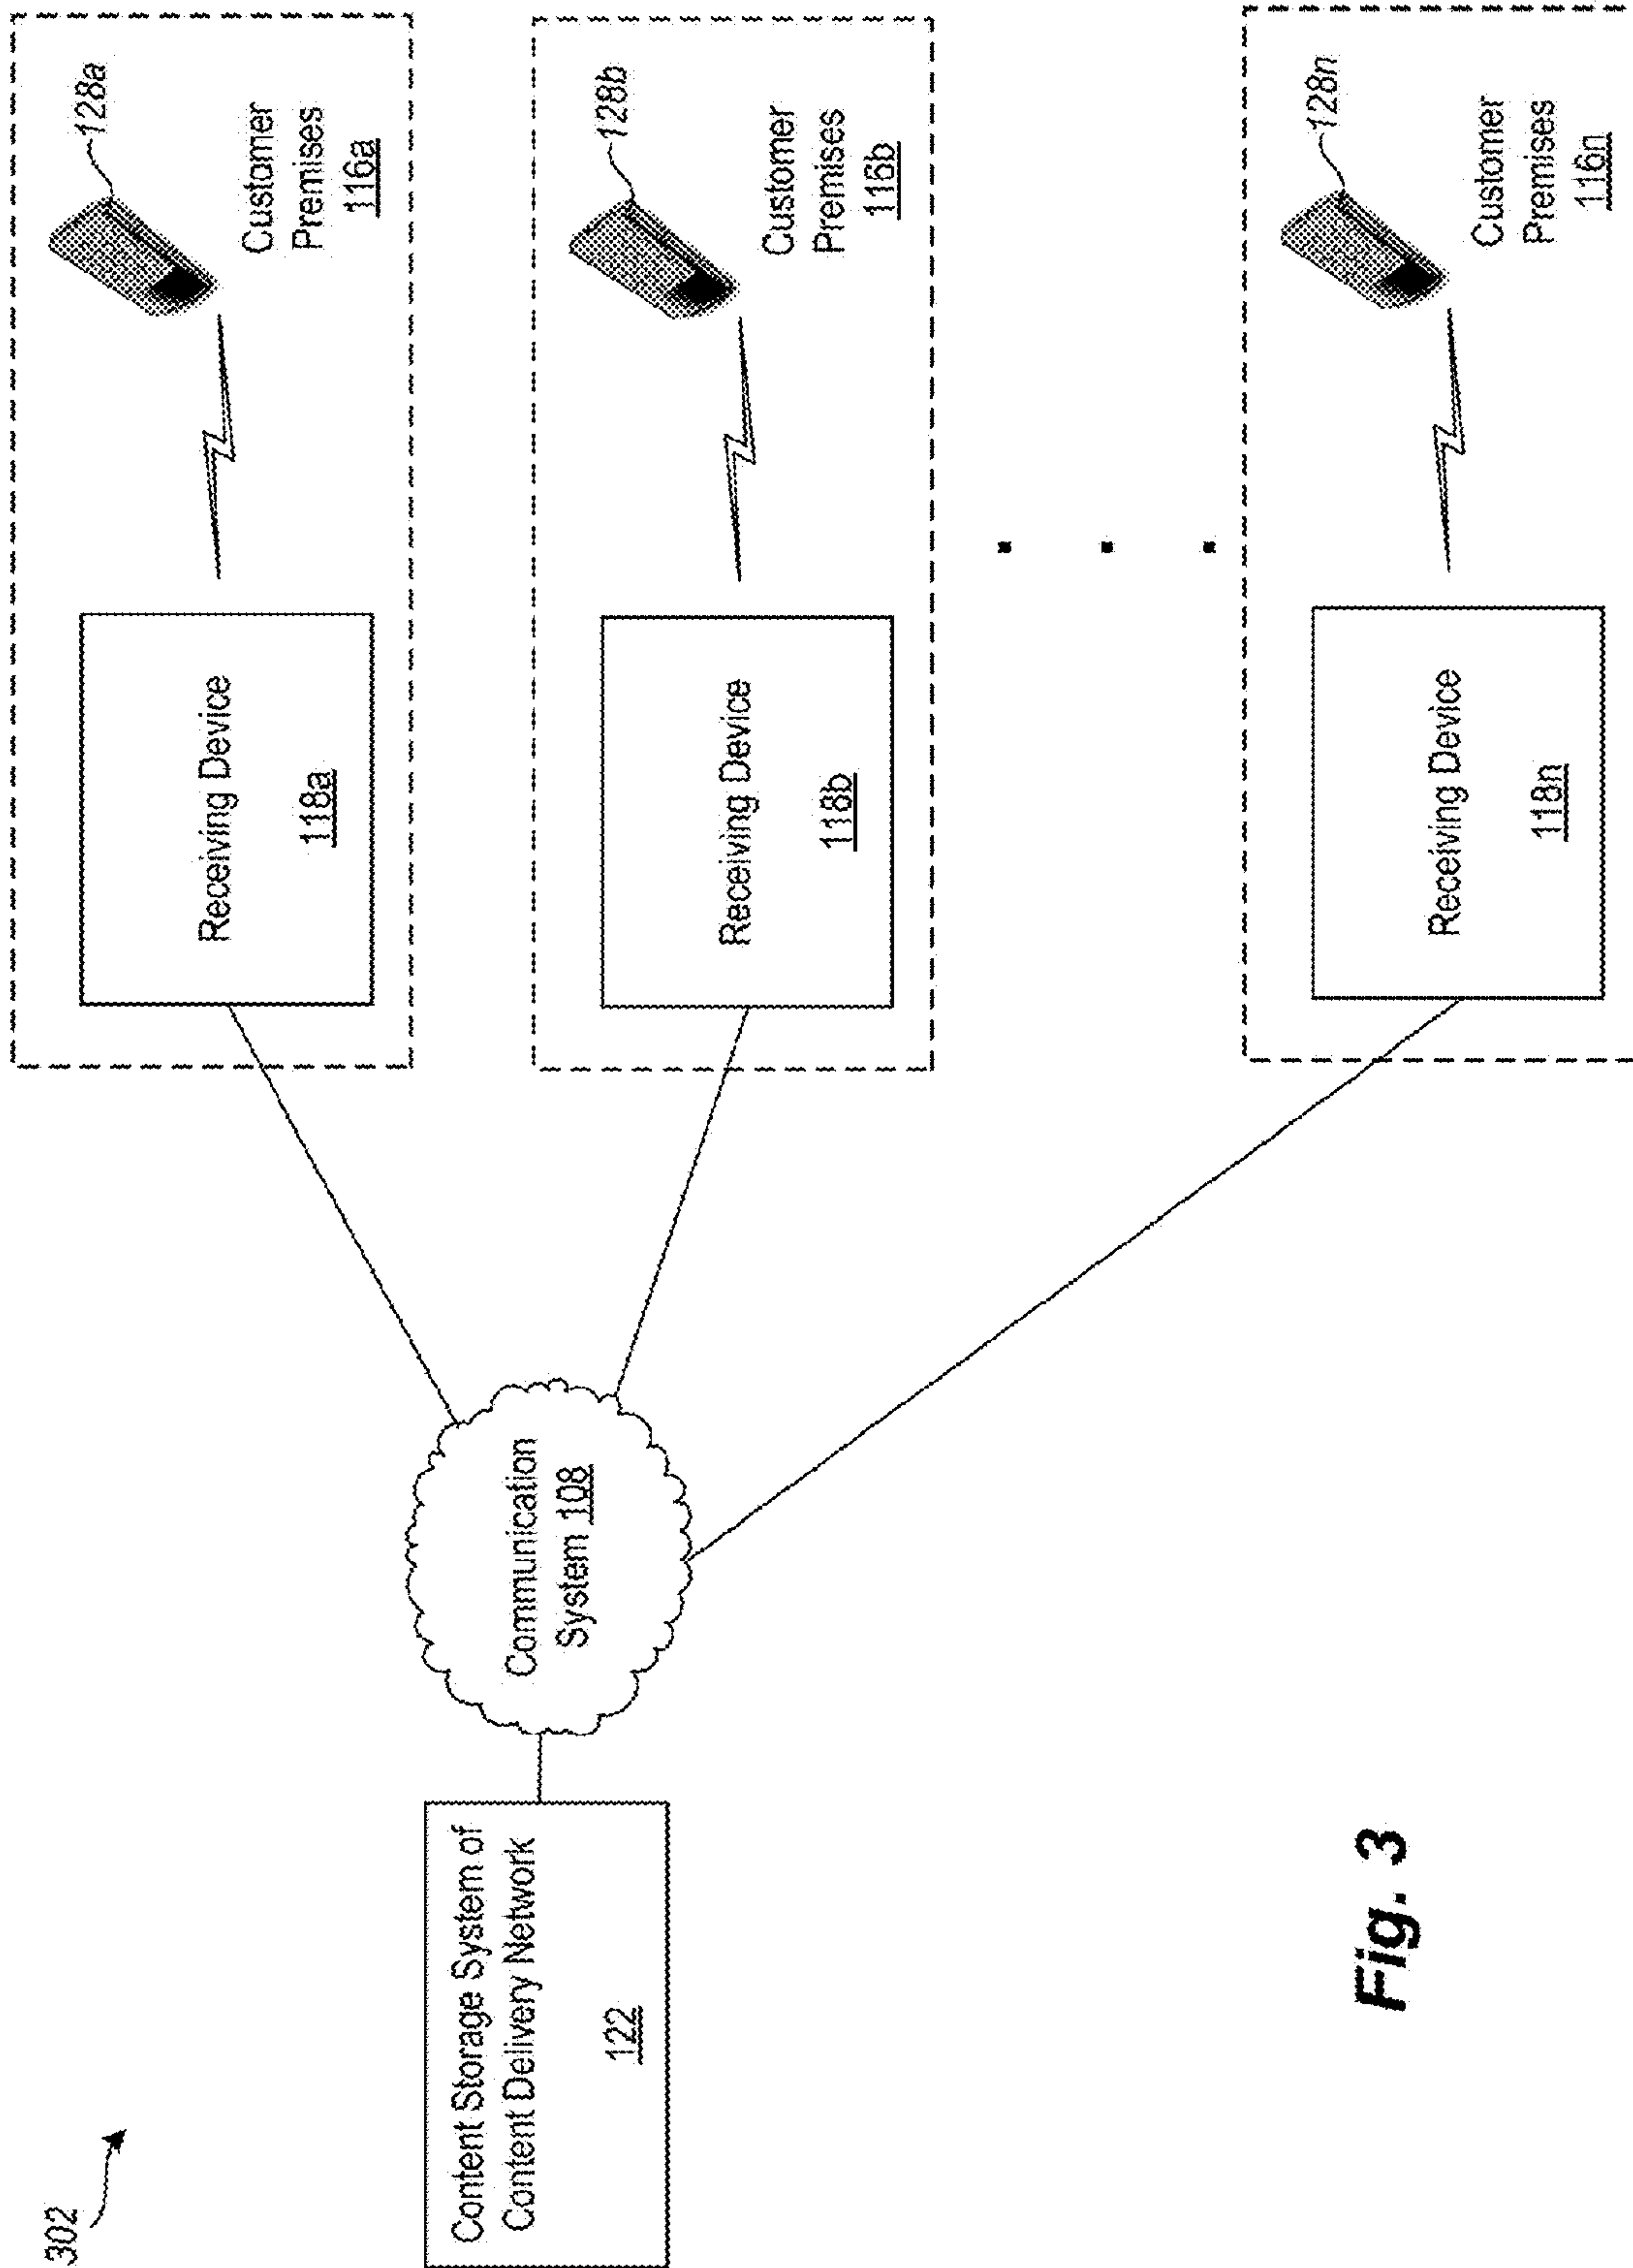 302
Content Storage System of
Content Delivery Network
122
Communication
System 108
Receiving Device
118a
128a
Customer
Premises
116a
Receiving Device
118b
128b
Customer
Premises
116b
Receiving Device
118n
128n
Customer
Premises
116n
Fig. 3